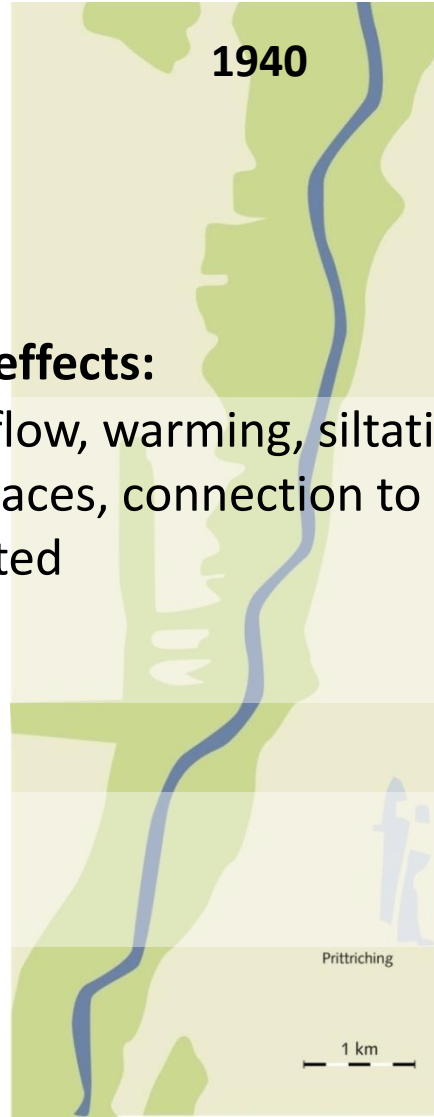 1940
effects:
flow, warming, siltati
aces, connection to
ted
Prittriching
1 km